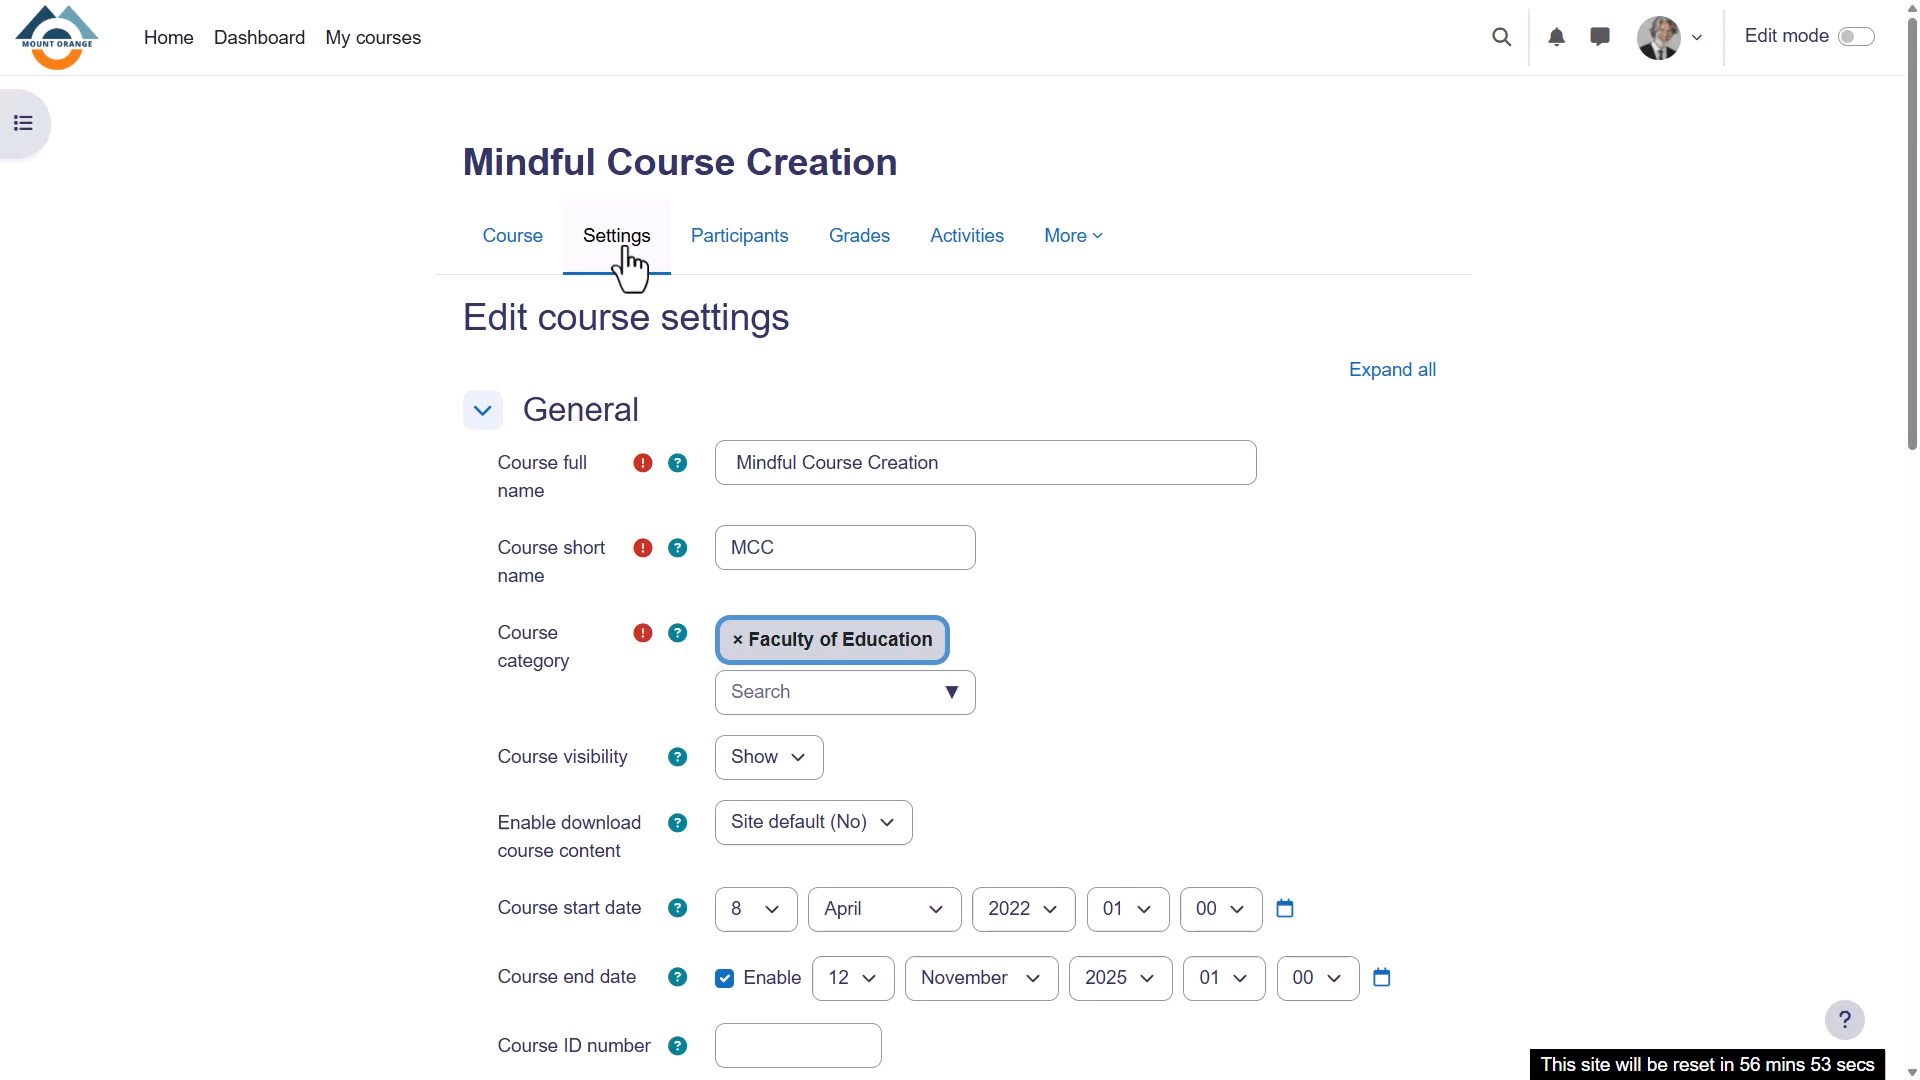 MOUNT ORANGE
Home Dashboard My courses
Edit mode
Mindful Course Creation
Course Settings Participants Grades Activities More
Edit course settings
Expand all
General
Course full
name
! ? Mindful Course Creation
Course short
name
! ? MCC
Course
category
! ? × Faculty of Education
Search ▼
Course visibility ? Show
Enable download
course content
? Site default (No)
Course start date ? 8 April 2022 01 00
Course end date ? Enable 12 November 2025 01 00
Course ID number ?
?
This site will be reset in 56 mins 53 secs